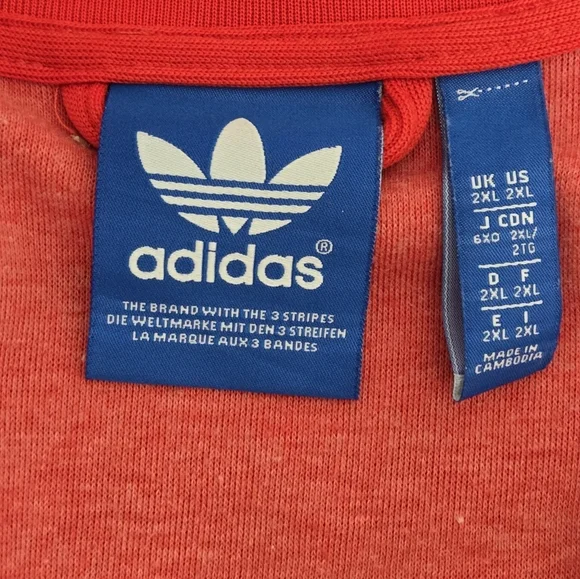 adidas®
THE BRAND WITH THE 3 STRIPES
DIE WELTMARKE MIT DEN 3 STREIFEN
LA MARQUE AUX 3 BANDES
UK US
2XL 2XL
J CDN
6XO 2XL/
2TG
D F
2XL 2XL
E I
2XL 2XL
MADE IN
CAMBODIA